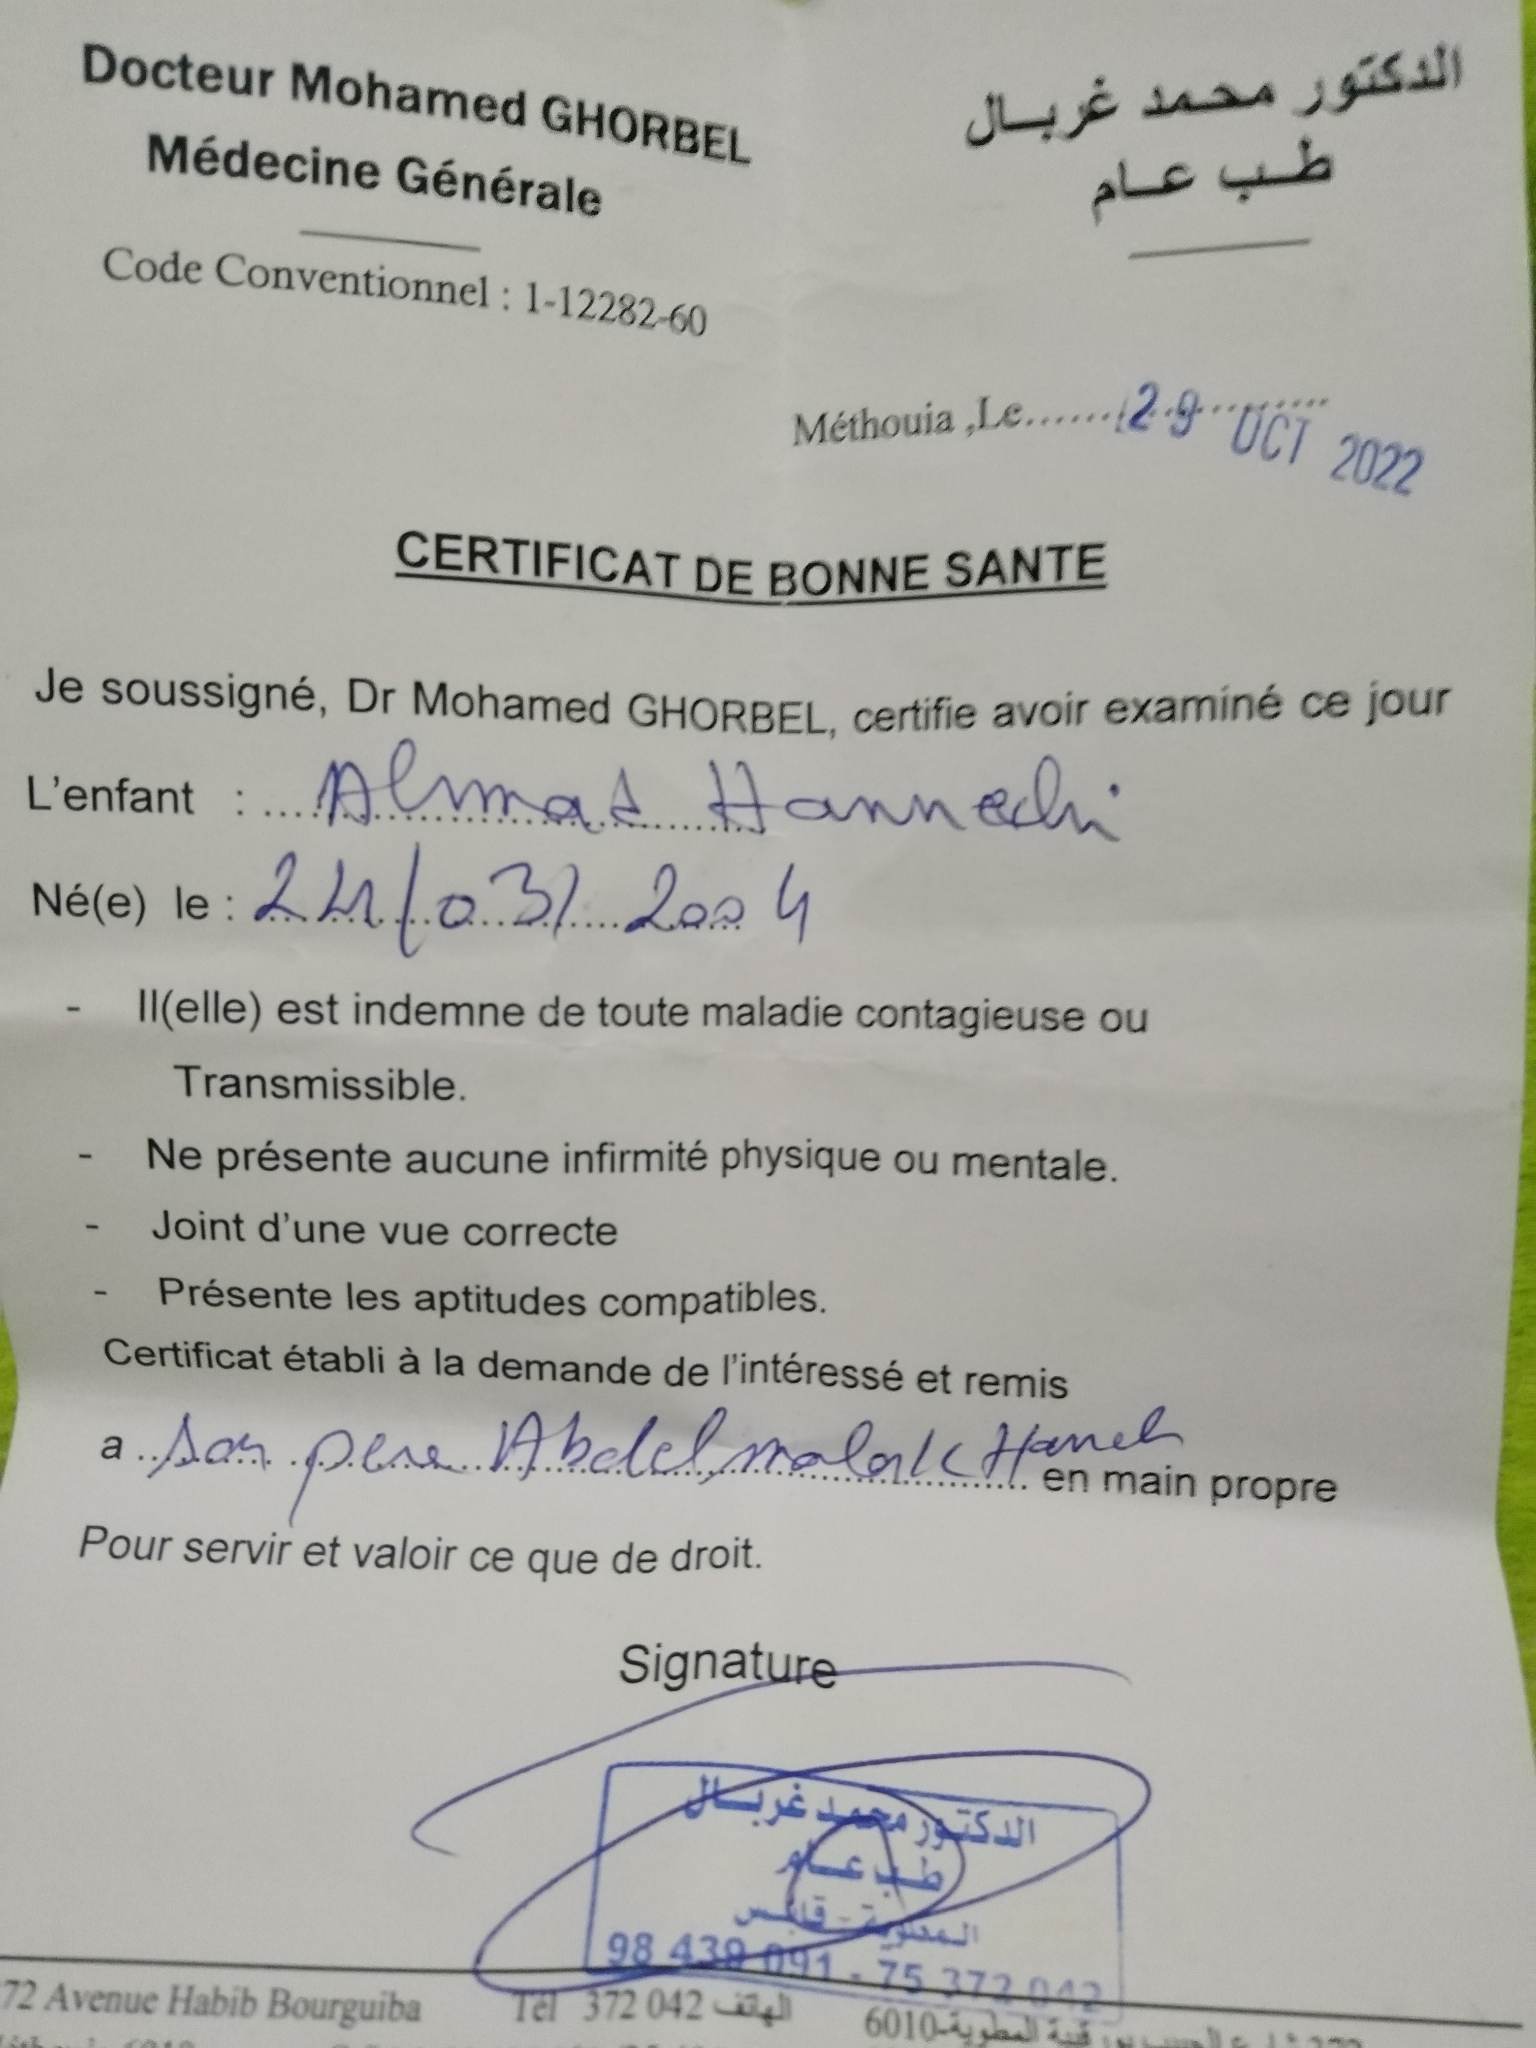 Docteur Mohamed GHORBEL
Médecine Générale
Code Conventionnel : 1-12282-60
الدكتور محمد غربال
طب عام
Méthouia ,Le 29 OCT 2022
CERTIFICAT DE BONNE SANTE
Je soussigné, Dr Mohamed GHORBEL, certifie avoir examiné ce jour
L'enfant : Ahmad Hannechi
Né(e) le : 24/03/2004
- Il(elle) est indemne de toute maladie contagieuse ou
Transmissible.
- Ne présente aucune infirmité physique ou mentale.
- Joint d'une vue correcte
- Présente les aptitudes compatibles.
Certificat établi à la demande de l'intéressé et remis
a son pere Abdelmalek en main propre
Pour servir et valoir ce que de droit.
Signature
الدكتور محمد غربال
طب عام
المطوية - قابس
98 439 091 - 75 372 042
72 Avenue Habib Bourguiba Tél 372 042 الهاتف 6010-المطوية